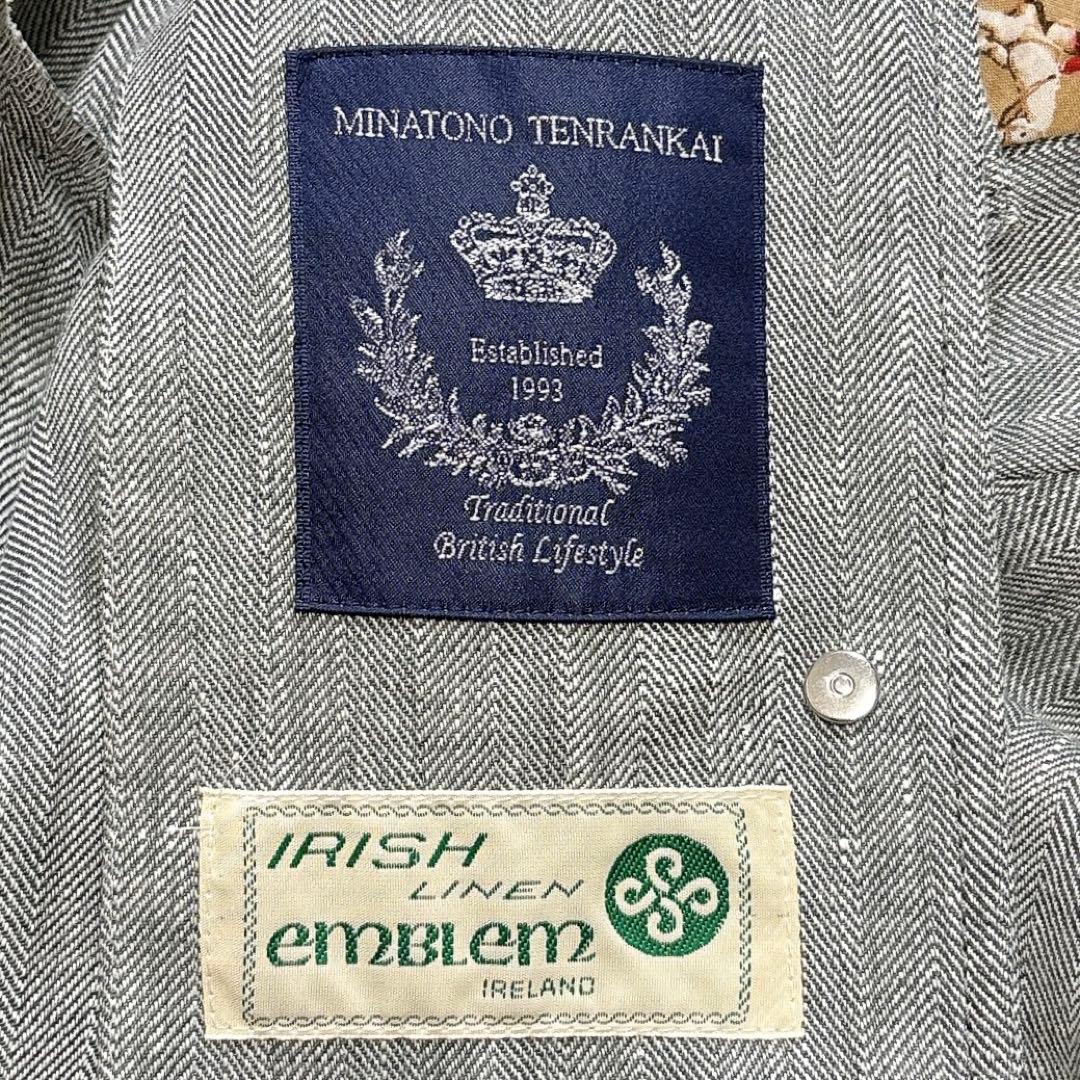 MINATONO TENRANKAI
Established
1993
Traditional
British Lifestyle
IRISH
LINEN
emblem
IRELAND